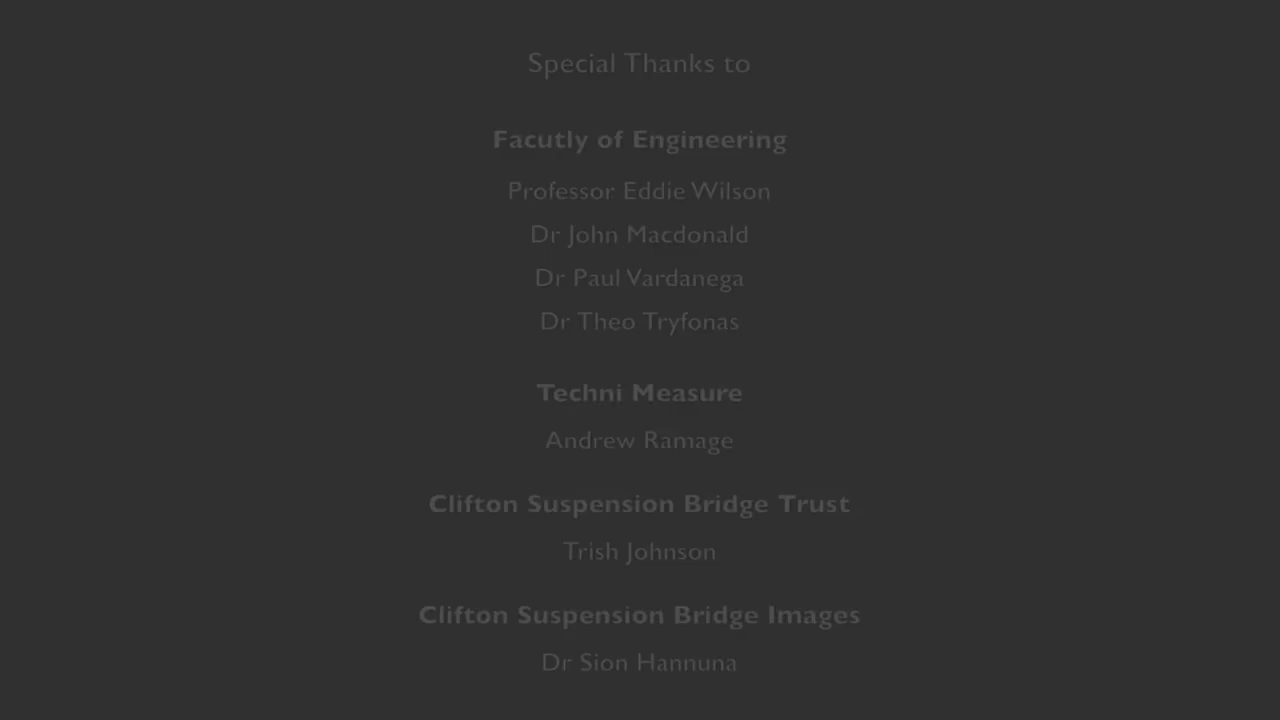 Special Thanks to
Facutly of Engineering
Professor Eddie Wilson
Dr John Macdonald
Dr Paul Vardanega
Dr Theo Tryfonas
Techni Measure
Andrew Ramage
Clifton Suspension Bridge Trust
Trish Johnson
Clifton Suspension Bridge Images
Dr Sion Hannuna